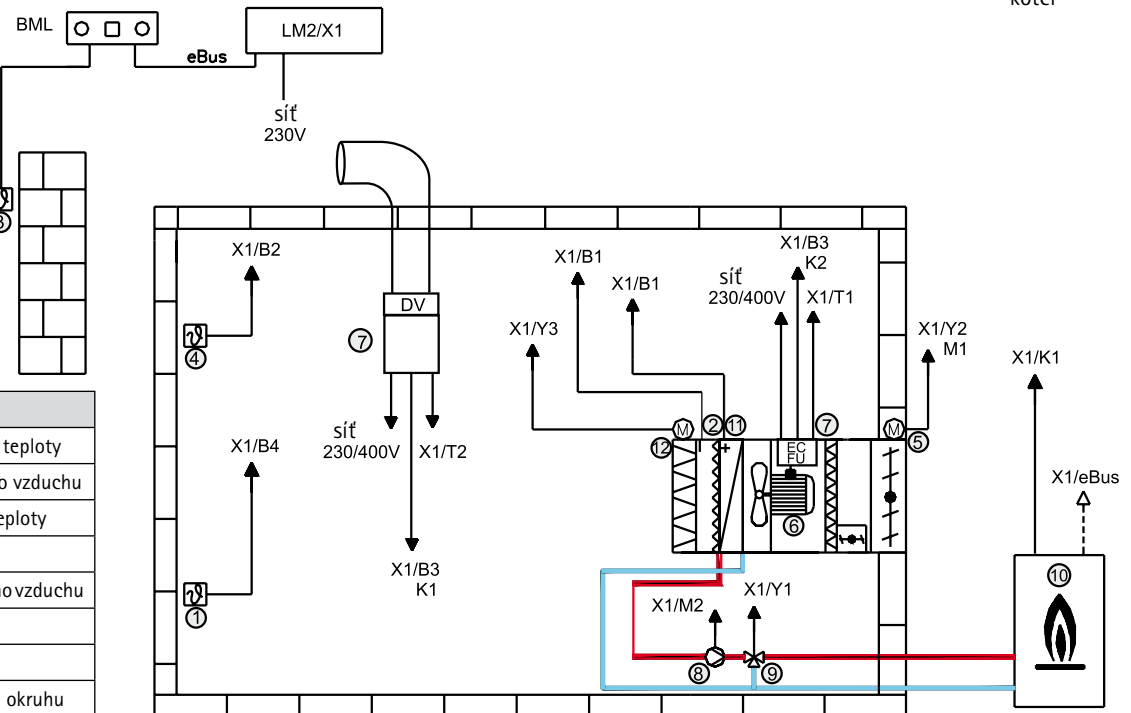 kotel
BML
LM2/X1
eBus
síť
230V
3
X1/B2
4
X1/B4
1
DV
7
síť
230/400V
X1/T2
X1/B3
K1
X1/B1
X1/B1
X1/Y3
X1/B3
K2
síť
230/400V
X1/T1
X1/Y2
M1
X1/K1
X1/eBus
M
2
11
7
M
5
12
EC
FU
6
10
X1/M2
X1/Y1
8
9
teploty
o vzduchu
eploty
o vzduchu
okruhu